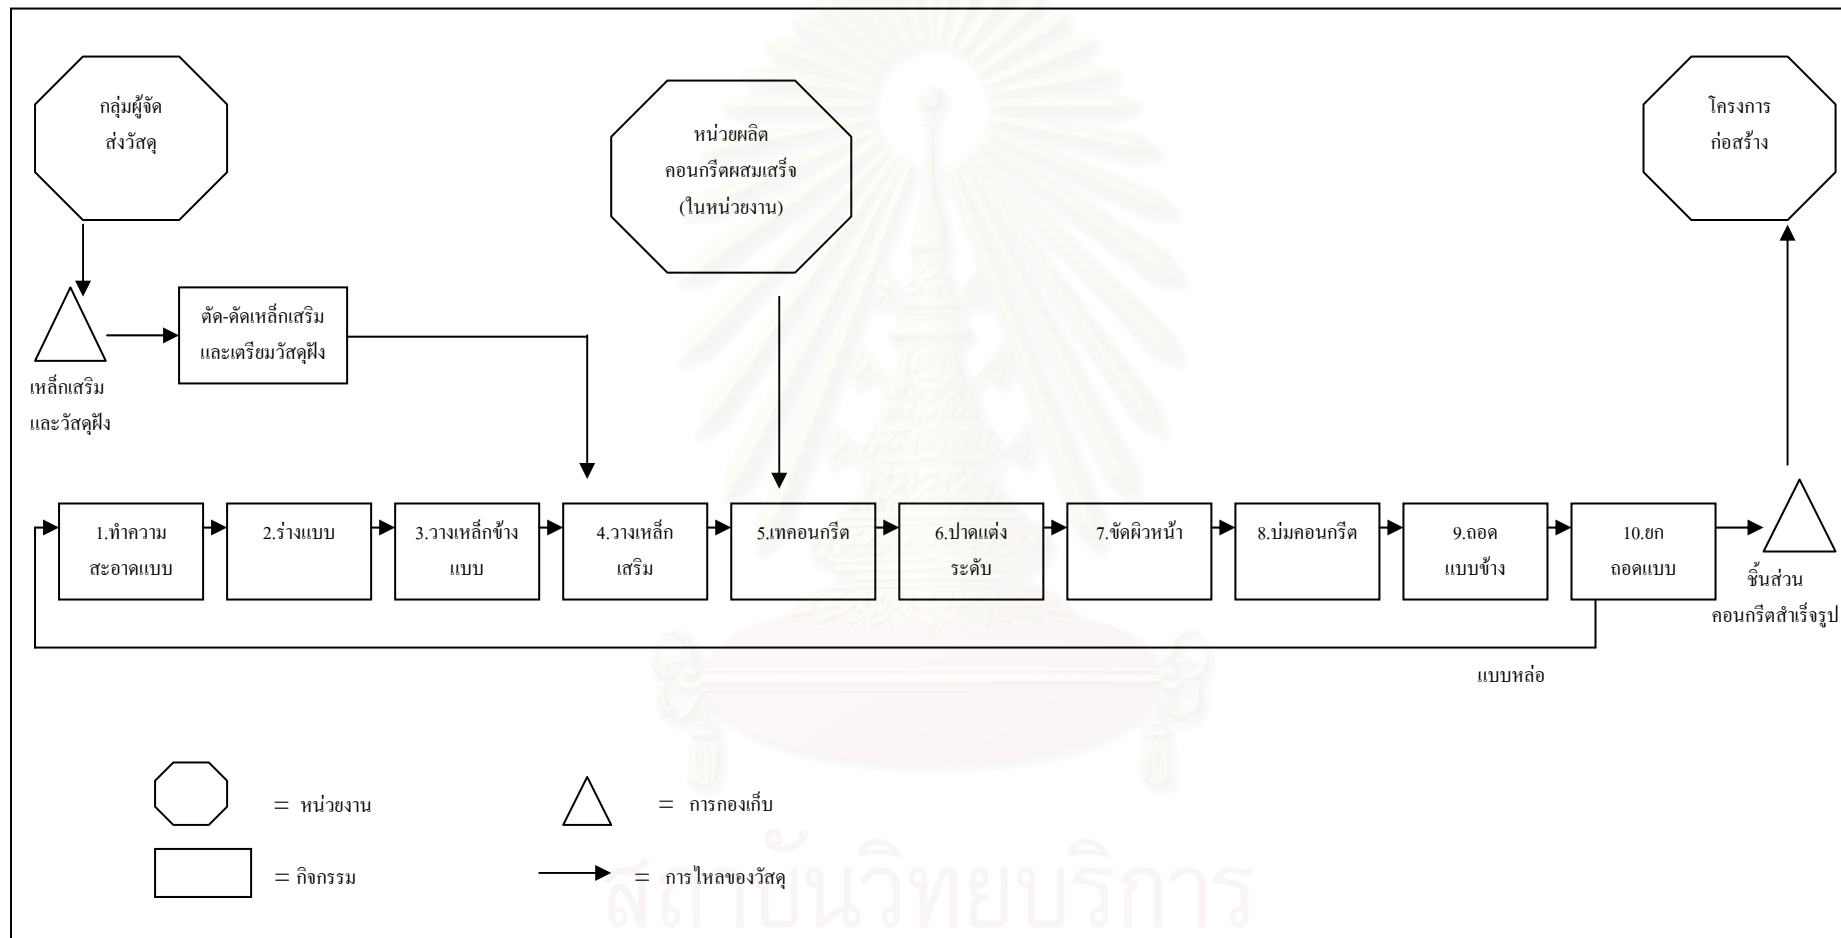 กลุ่มผู้จัด
ส่งวัสดุ
หน่วยผลิต
คอนกรีตผสมเสร็จ
(ในหน่วยงาน)
โครงการ
ก่อสร้าง
ตัด-ดัดเหล็กเสริม
และเตรียมวัสดุฝัง
เหล็กเสริม
และวัสดุฝัง
1.ทำความ
สะอาดแบบ
2.ร่างแบบ
3.วางเหล็กข้าง
แบบ
4.วางเหล็ก
เสริม
5.เทคอนกรีต
6.ปาดแต่ง
ระดับ
7.ขัดผิวหน้า
8.บ่มคอนกรีต
9.ถอด
แบบข้าง
10.ยก
ถอดแบบ
ชิ้นส่วน
คอนกรีตสำเร็จรูป
แบบหล่อ
= หน่วยงาน
= การกองเก็บ
= กิจกรรม
= การไหลของวัสดุ
สถาบันวิทยบริการ